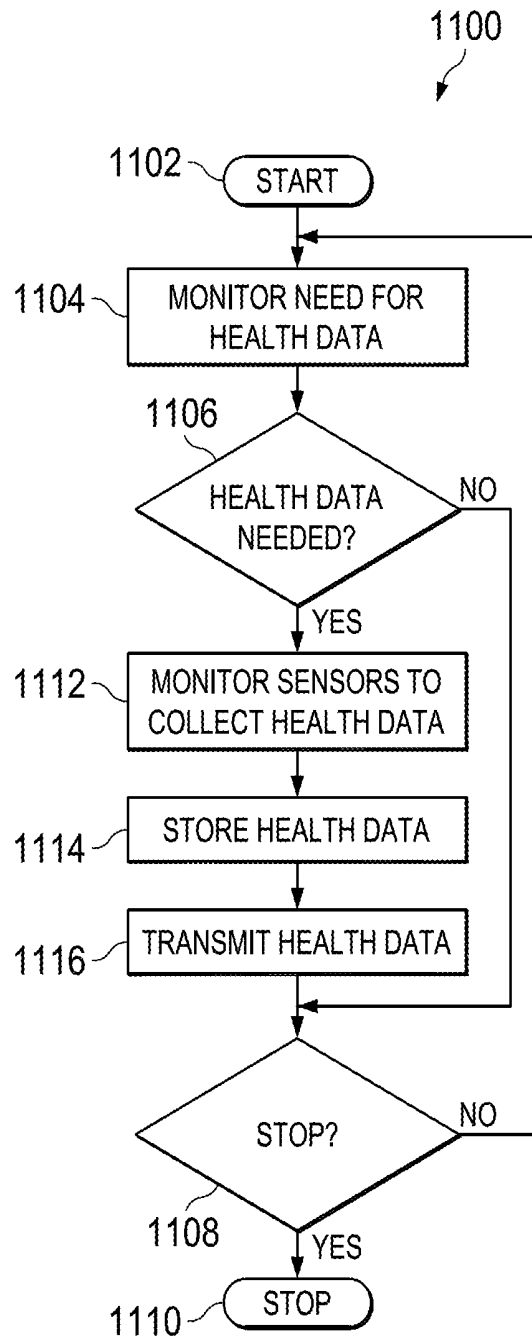 1100
1102
START
1104
MONITOR NEED FOR
HEALTH DATA
1106
HEALTH DATA
NEEDED?
NO
YES
1112
MONITOR SENSORS TO
COLLECT HEALTH DATA
1114
STORE HEALTH DATA
1116
TRANSMIT HEALTH DATA
STOP?
NO
1108
YES
1110
STOP